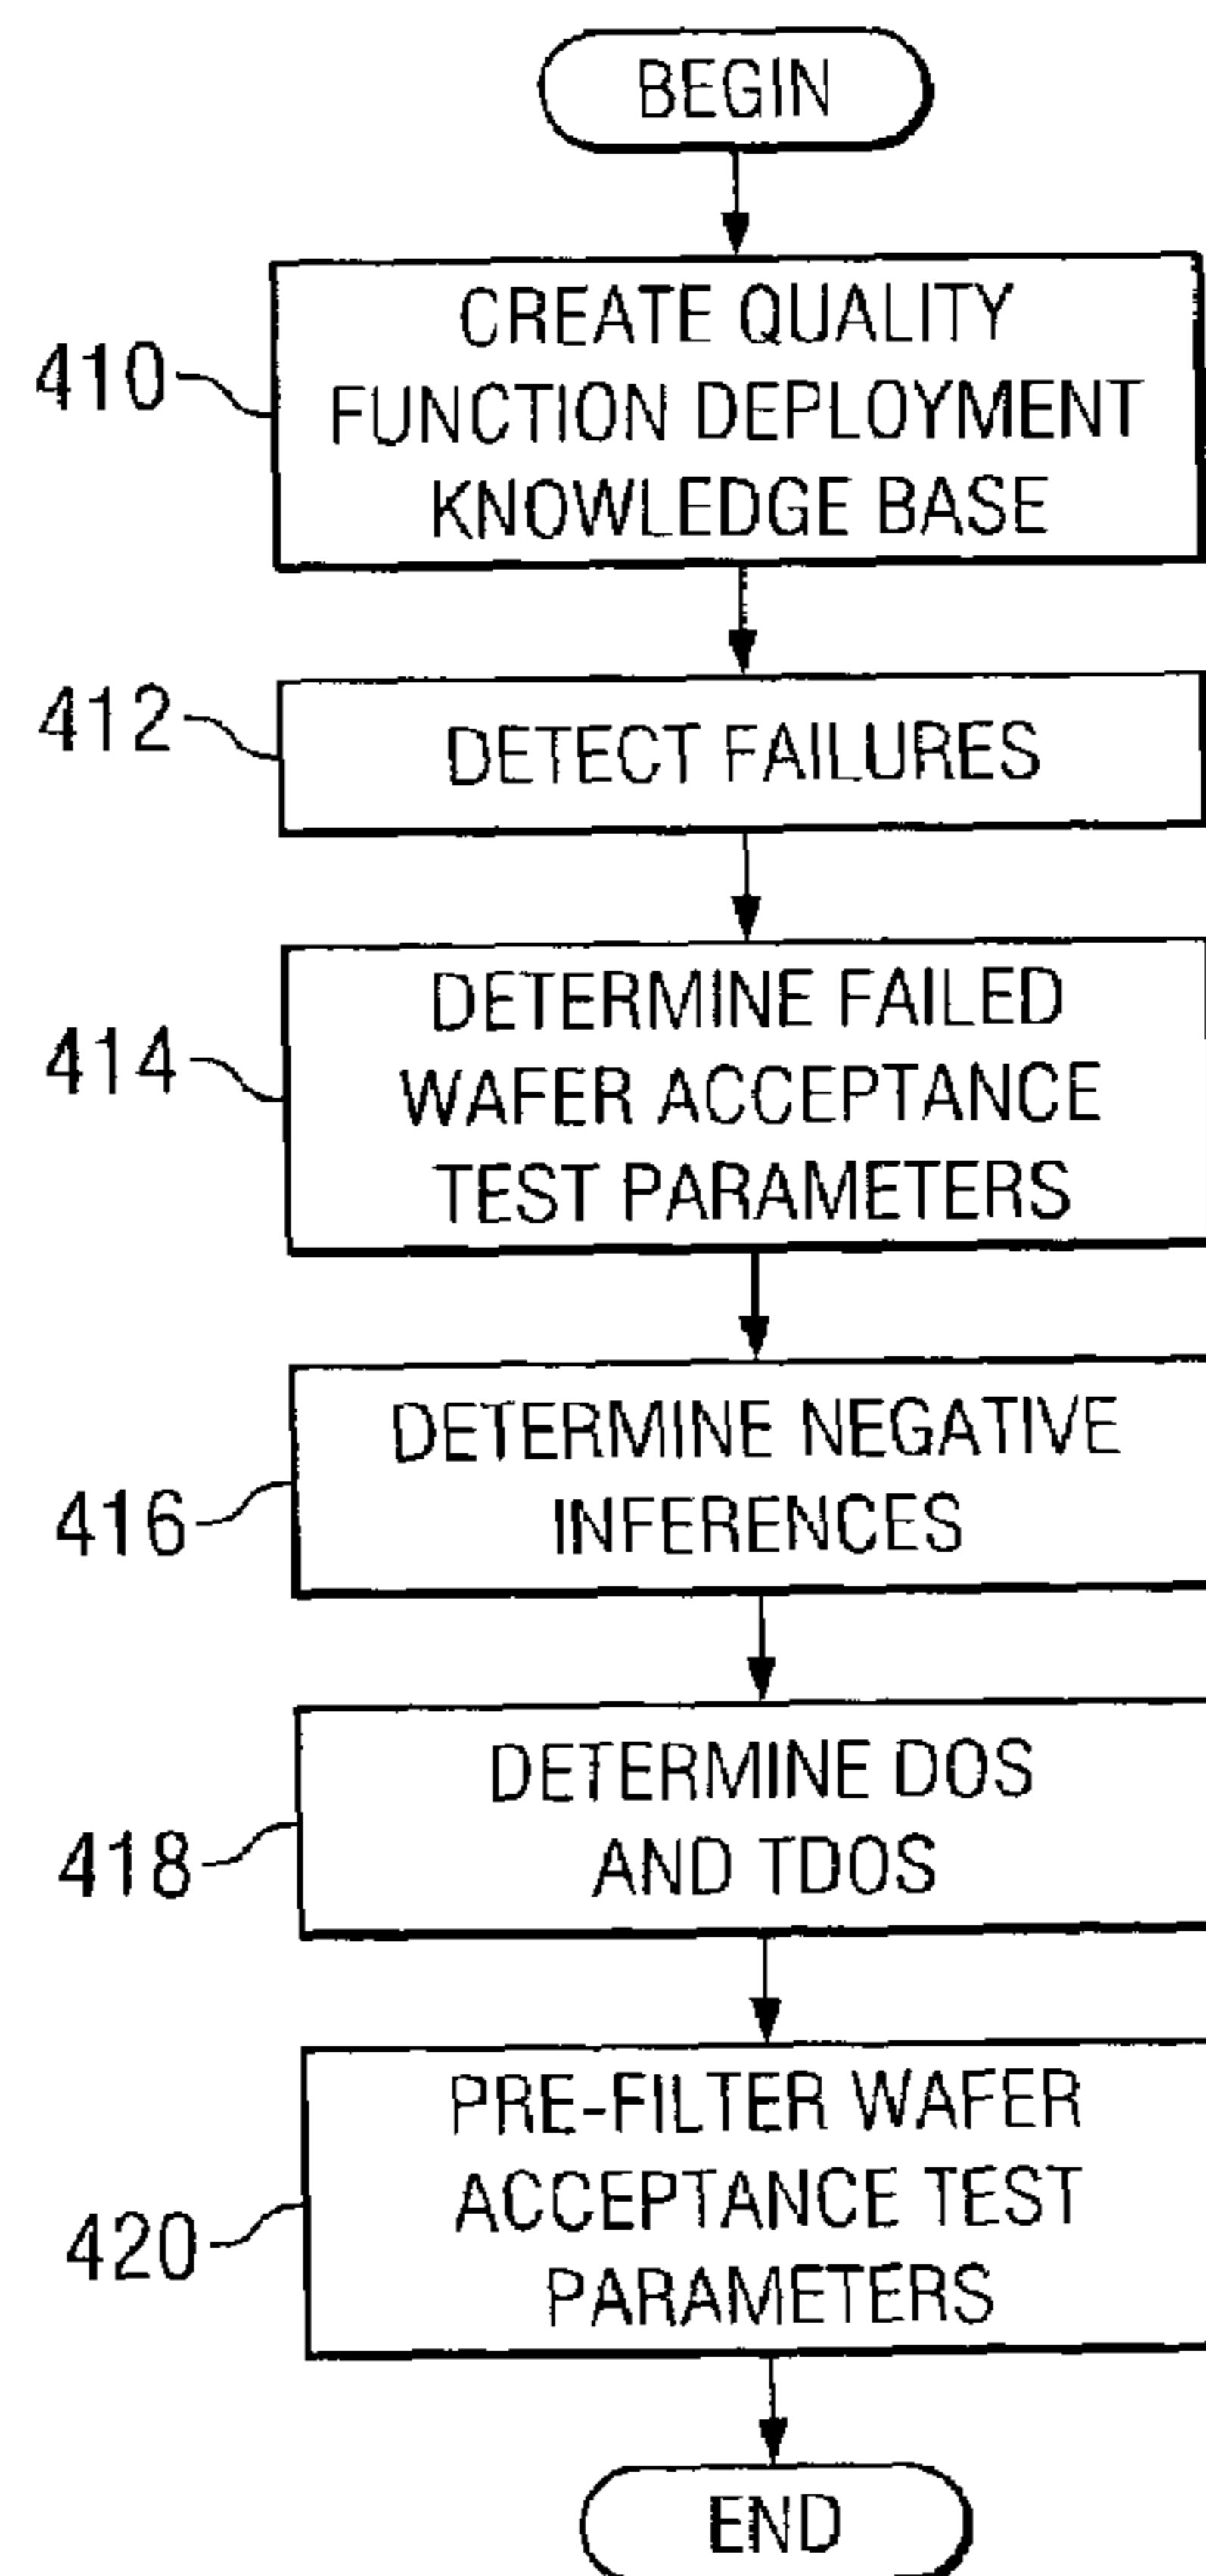 BEGIN
410
CREATE QUALITY
FUNCTION DEPLOYMENT
KNOWLEDGE BASE
412
DETECT FAILURES
414
DETERMINE FAILED
WAFER ACCEPTANCE
TEST PARAMETERS
416
DETERMINE NEGATIVE
INFERENCES
418
DETERMINE DOS
AND TDOS
420
PRE-FILTER WAFER
ACCEPTANCE TEST
PARAMETERS
END